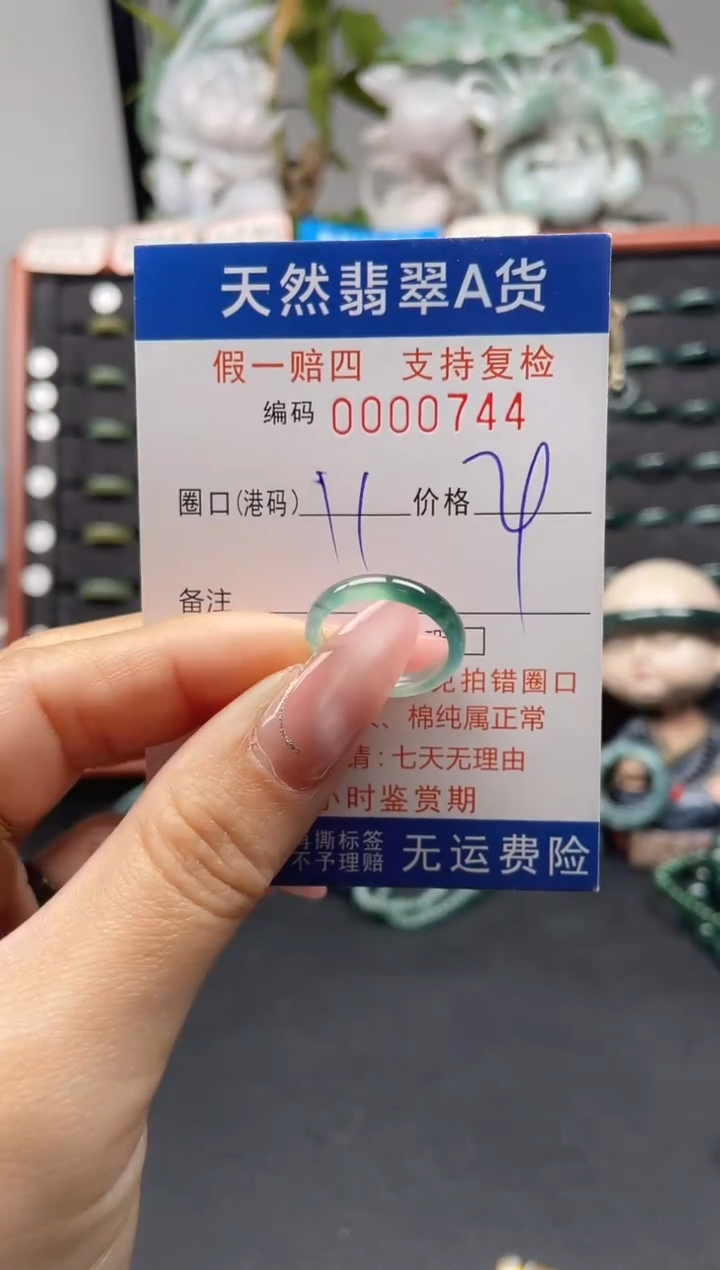 天然翡翠A货
假一赔四 支持复检
编码 0000744
圈口(港码) 11 价格
备注
拍错圈口
、棉纯属正常
:七天无理由
小时鉴赏期
撕标签
不予理赔 无运费险